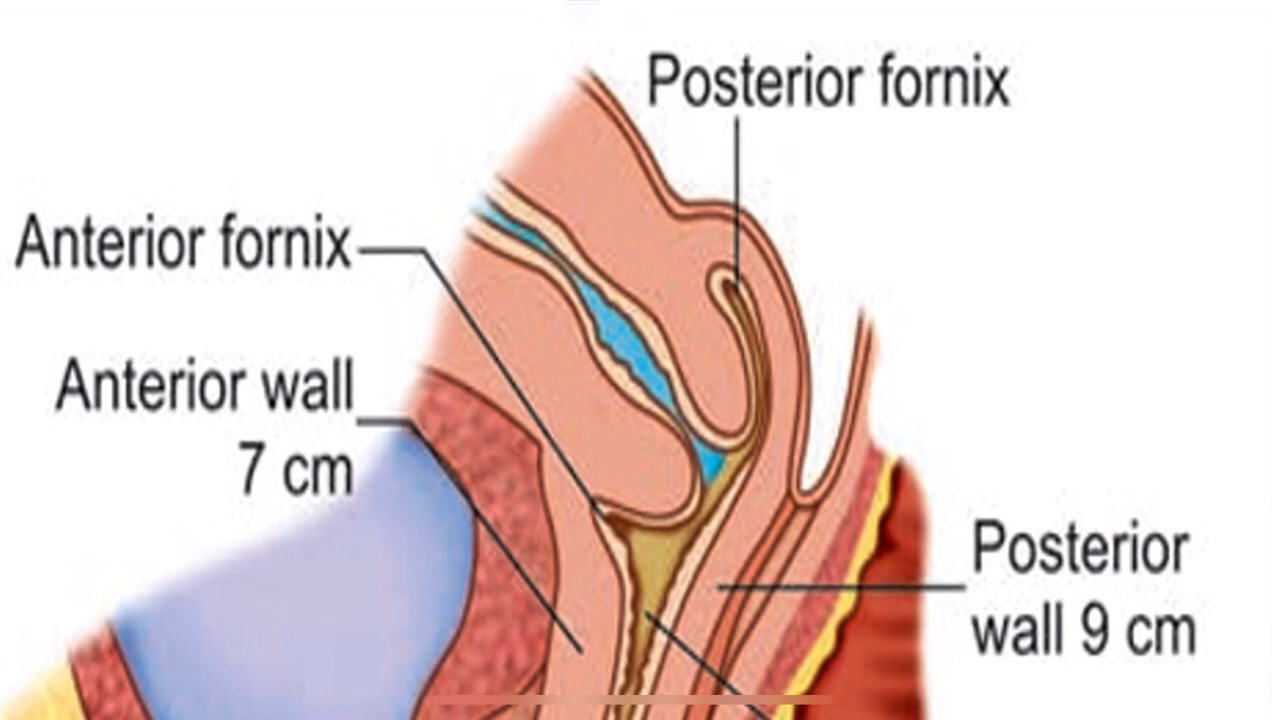 Posterior fornix
Anterior fornix
Anterior wall
7 cm
Posterior
wall 9 cm